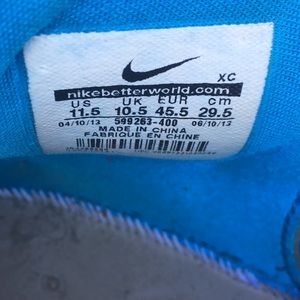 XC
nikebetterworld.com
US UK EUR cm
11.5 10.5 45.5 29.5
04/10/13 599263-400 06/10/13
MADE IN CHINA
FABRIQUE EN CHINE